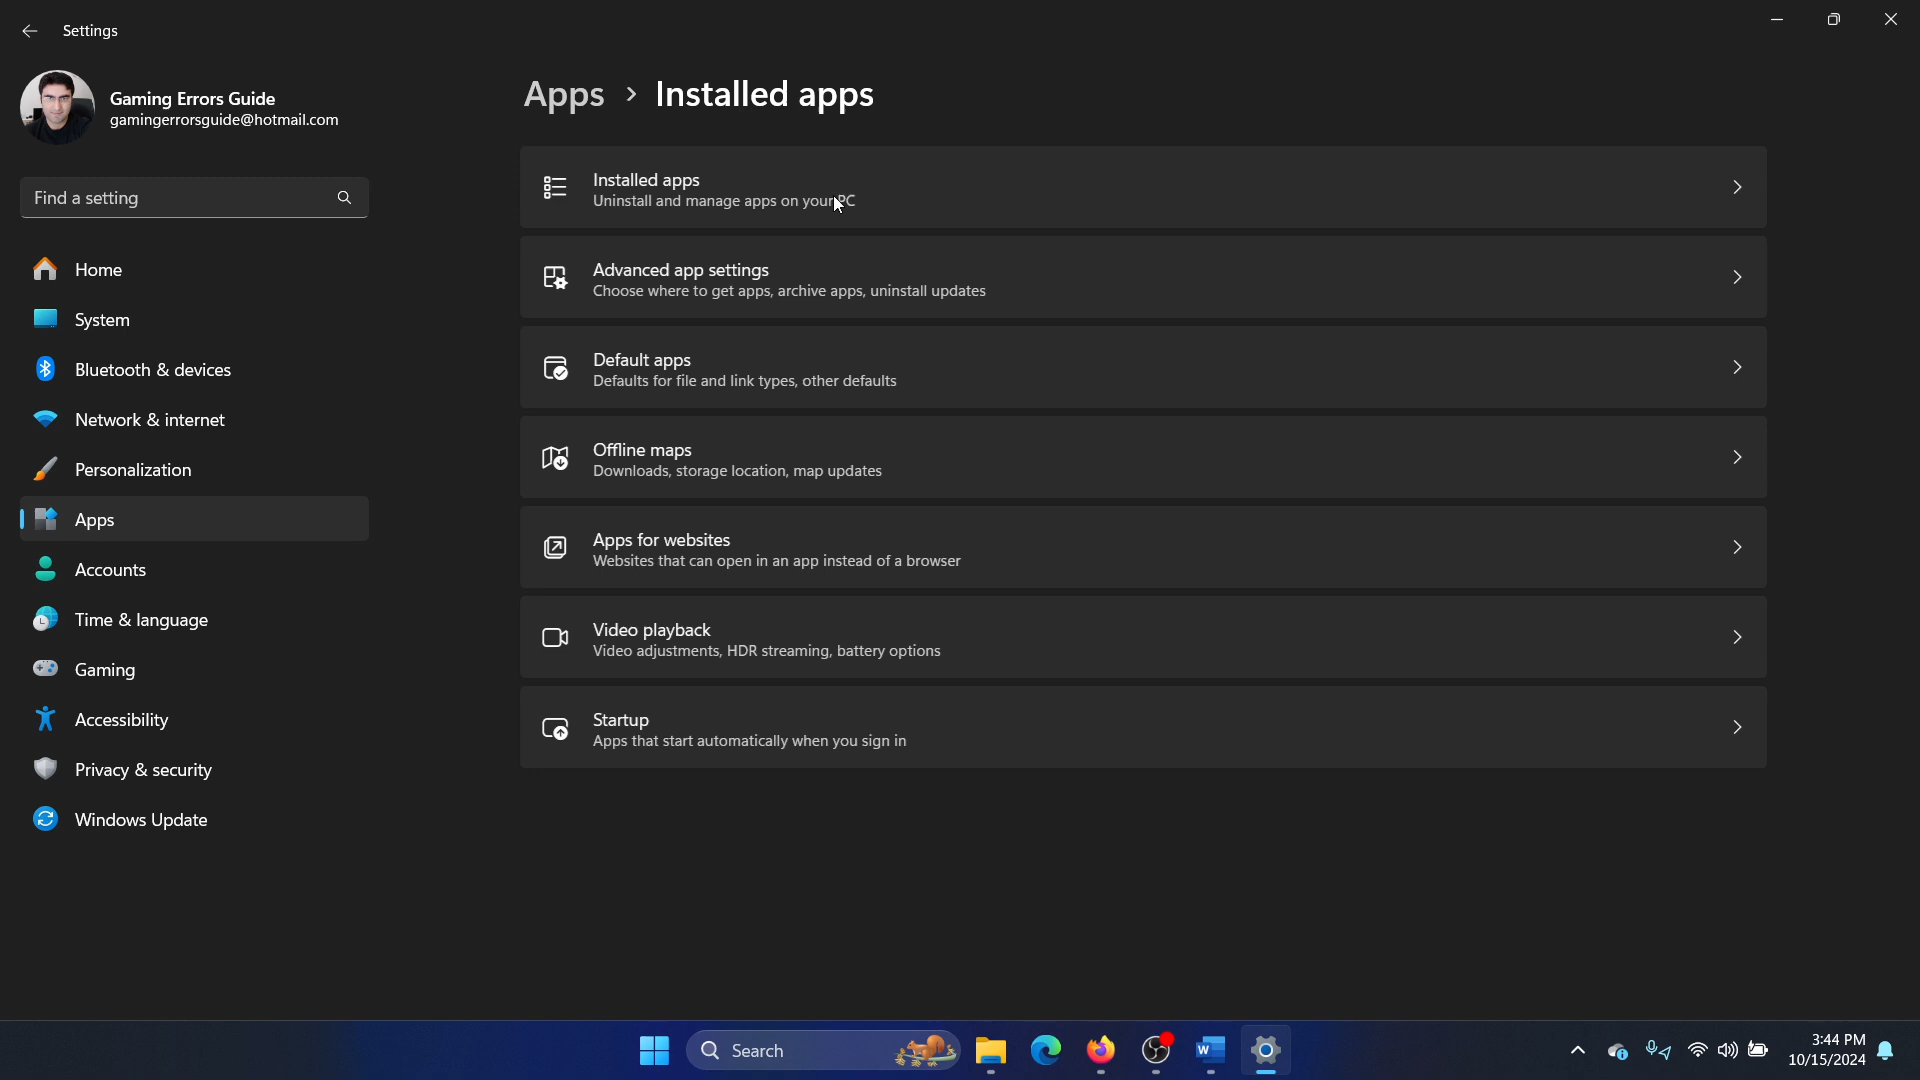 Settings
Gaming Errors Guide
gamingerrorsguide@hotmail.com
Find a setting
Home
System
Bluetooth & devices
Network & internet
Personalization
Apps
Accounts
Time & language
Gaming
Accessibility
Privacy & security
Windows Update
Apps > Installed apps
Installed apps
Uninstall and manage apps on your PC
Advanced app settings
Choose where to get apps, archive apps, uninstall updates
Default apps
Defaults for file and link types, other defaults
Offline maps
Downloads, storage location, map updates
Apps for websites
Websites that can open in an app instead of a browser
Video playback
Video adjustments, HDR streaming, battery options
Startup
Apps that start automatically when you sign in
Search
W
3:44 PM
10/15/2024